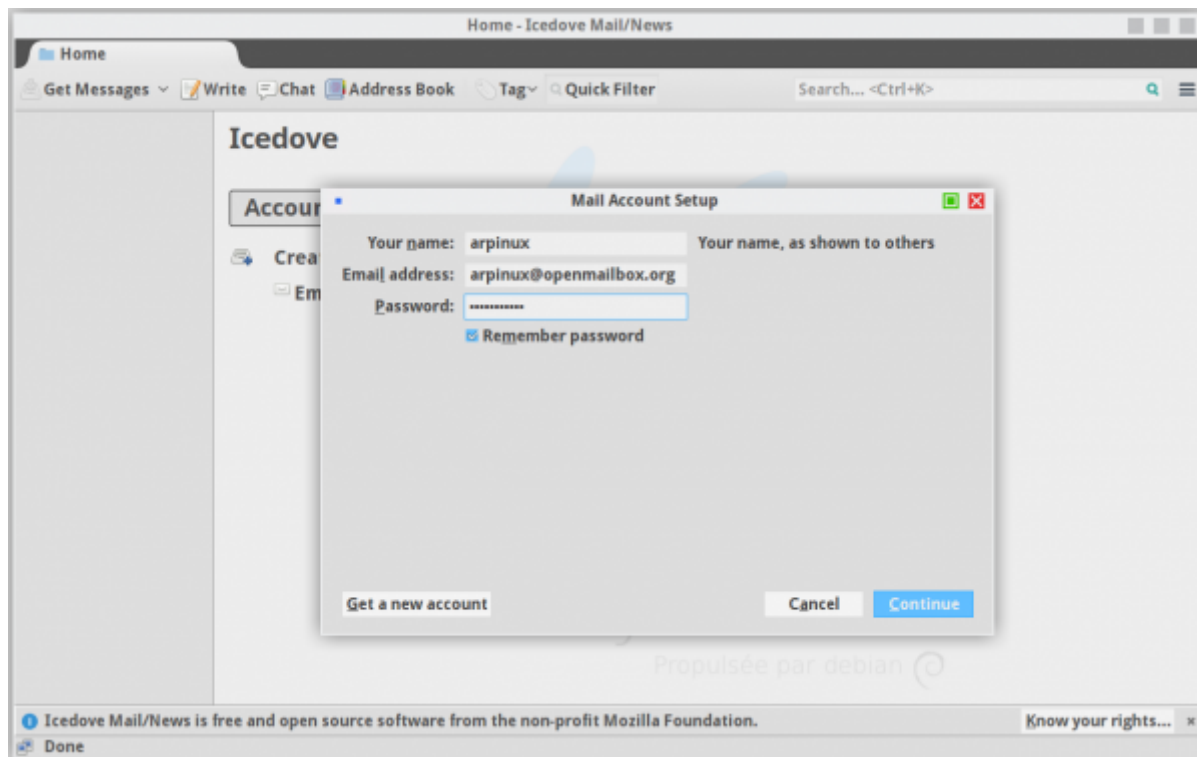 Home - Icedove Mail/News
Home
Get Messages Write Chat Address Book Tag Quick Filter Search... <Ctrl+K>
Icedove
Accour
Mail Account Setup
Crea
Em
Your name: arpinux Your name, as shown to others
Email address: arpinux@openmailbox.org
Password: •••••••••••
Remember password
Get a new account Cancel Continue
Propulsée par debian
Icedove Mail/News is free and open source software from the non-profit Mozilla Foundation. Know your rights... ×
Done